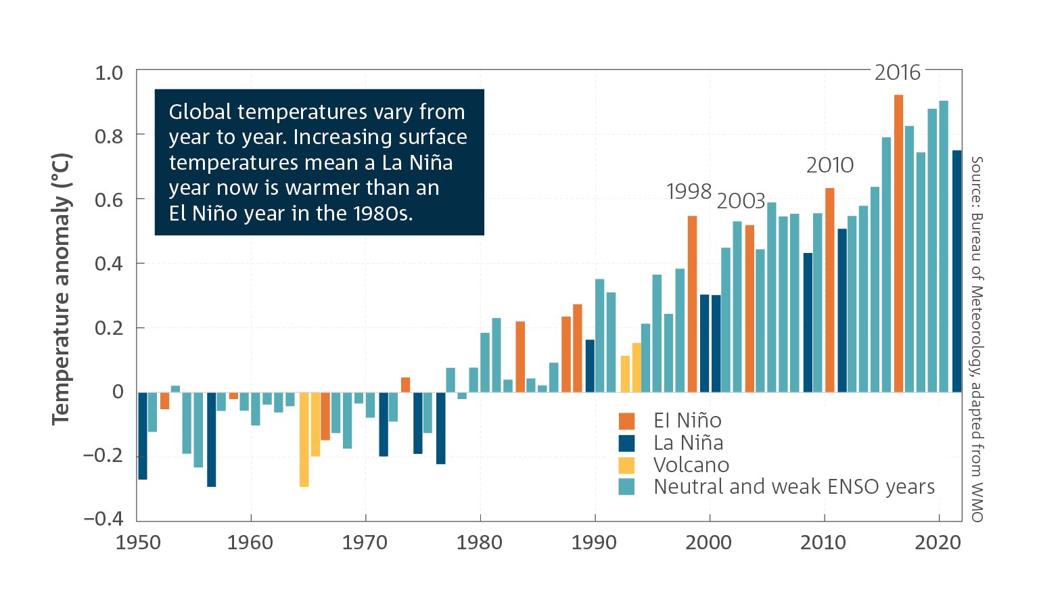 2016
1.0
Global temperatures vary from
year to year. Increasing surface
temperatures mean a La Niña
year now is warmer than an
El Niño year in the 1980s.
0.8
2010
1998
2003
0.6
0.4
0.2
0
−0.2
−0.4
Temperature anomaly (°C)
El Niño
La Niña
Volcano
Neutral and weak ENSO years
1950 1960 1970 1980 1990 2000 2010 2020
Source: Bureau of Meteorology, adapted from WMO